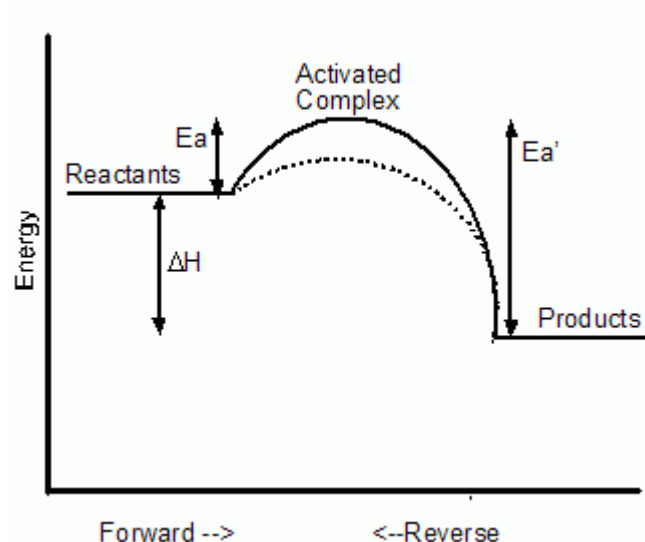 Activated
Complex
Ea
Ea'
Reactants
Energy
ΔH
Products
Forward -->
<--Reverse